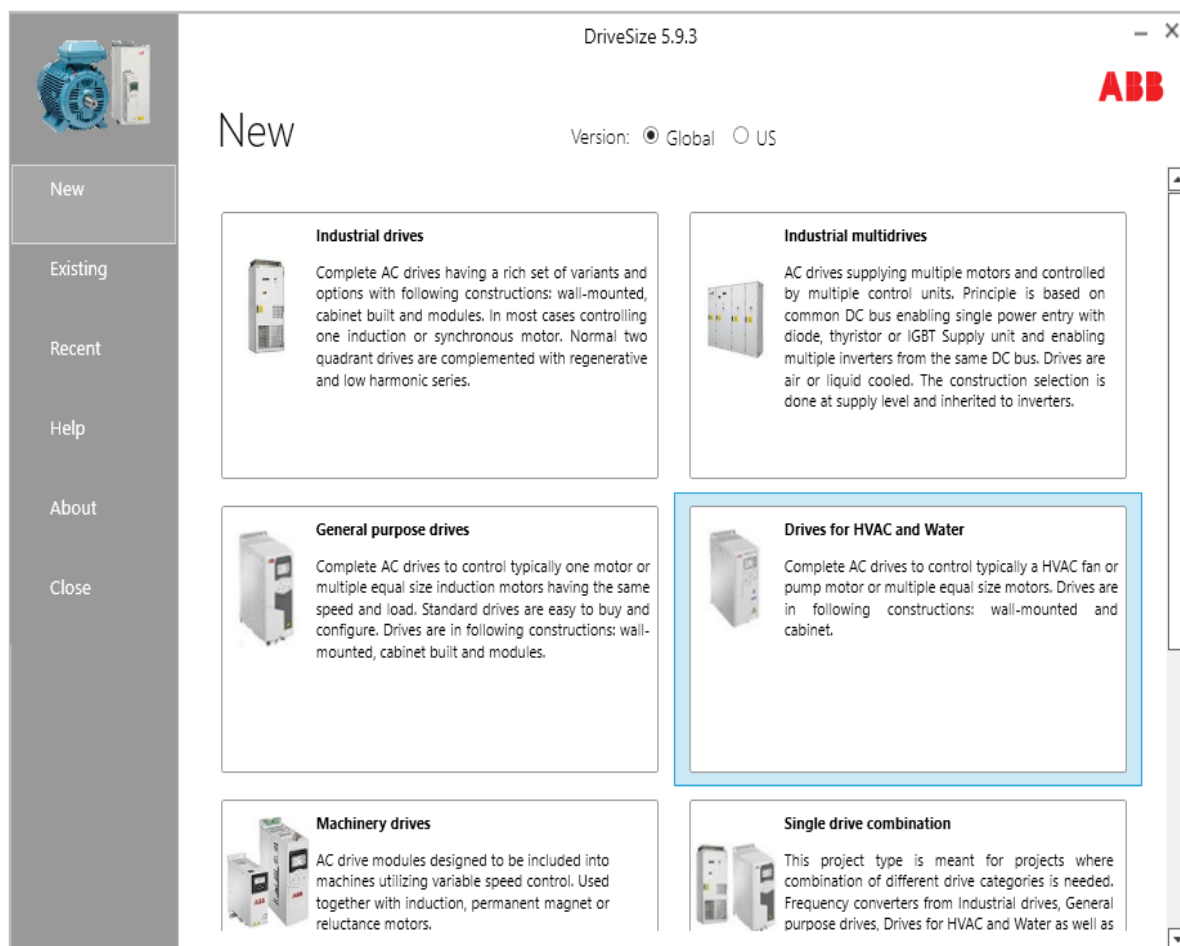 DriveSize 5.9.3
ABB
New
Version: Global US
New
Existing
Recent
Help
About
Close
Industrial drives
Complete AC drives having a rich set of variants and
options with following constructions: wall-mounted,
cabinet built and modules. In most cases controlling
one induction or synchronous motor. Normal two
quadrant drives are complemented with regenerative
and low harmonic series.
Industrial multidrives
AC drives supplying multiple motors and controlled
by multiple control units. Principle is based on
common DC bus enabling single power entry with
diode, thyristor or IGBT Supply unit and enabling
multiple inverters from the same DC bus. Drives are
air or liquid cooled. The construction selection is
done at supply level and inherited to inverters.
General purpose drives
Complete AC drives to control typically one motor or
multiple equal size induction motors having the same
speed and load. Standard drives are easy to buy and
configure. Drives are in following constructions: wall-
mounted, cabinet built and modules.
Drives for HVAC and Water
Complete AC drives to control typically a HVAC fan or
pump motor or multiple equal size motors. Drives are
in following constructions: wall-mounted and
cabinet.
Machinery drives
AC drive modules designed to be included into
machines utilizing variable speed control. Used
together with induction, permanent magnet or
reluctance motors.
Single drive combination
This project type is meant for projects where
combination of different drive categories is needed.
Frequency converters from Industrial drives, General
purpose drives, Drives for HVAC and Water as well as